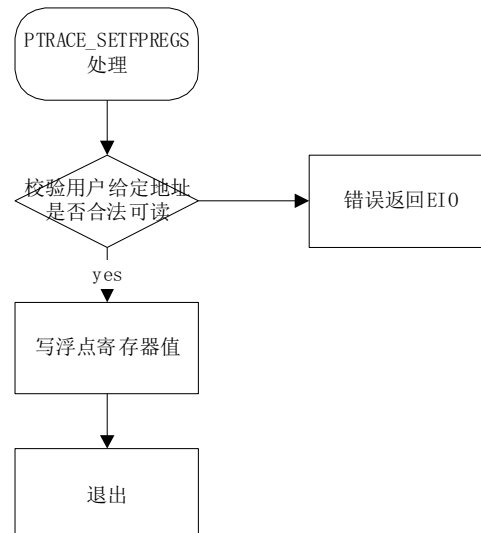 PTRACE_SETFPREGS
处理
校验用户给定地址
是否合法可读
错误返回EIO
yes
写浮点寄存器值
退出